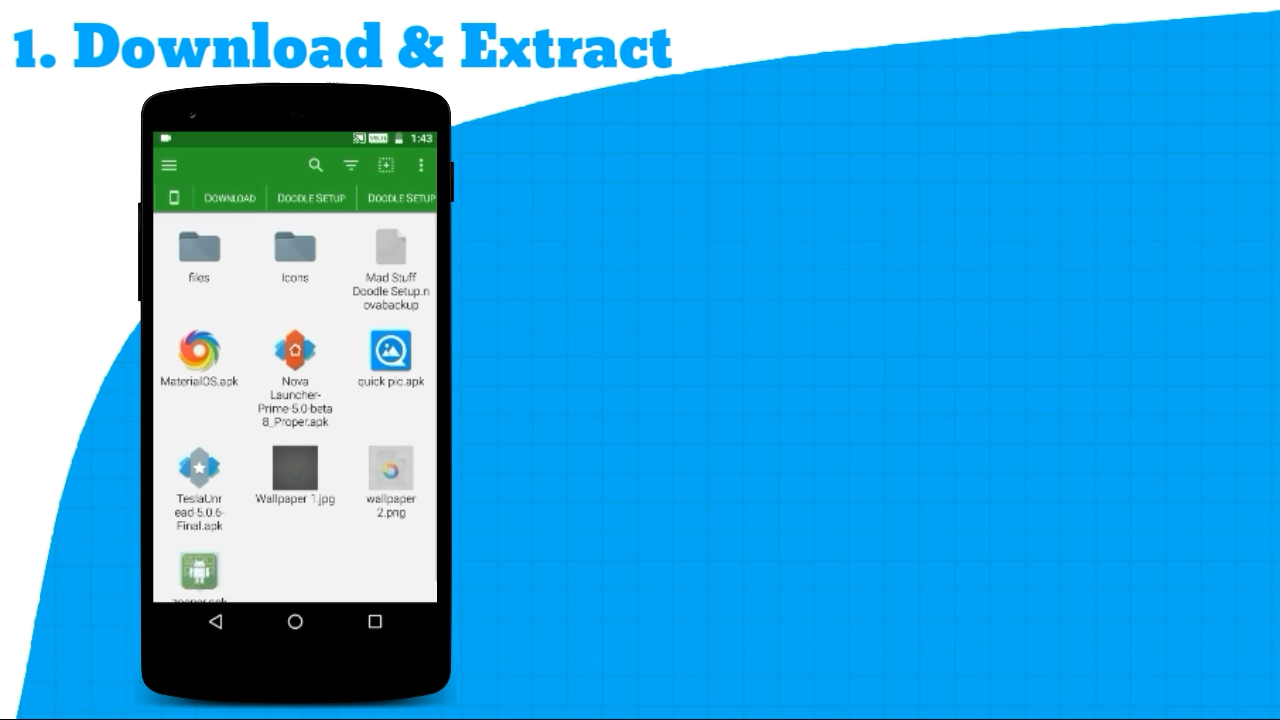 1. Download & Extract
1:43
DOWNLOAD
DOODLE SETUP
DOODLE SETUP
files
Icons
Mad Stuff
Doodle Setup.n
ovabackup
MaterialOS.apk
Nova
Launcher-
Prime-5.0-beta
8_Proper.apk
quick pic.apk
TeslaUnr
ead-5.0.6-
Final.apk
Wallpaper 1.jpg
wallpaper
2.png